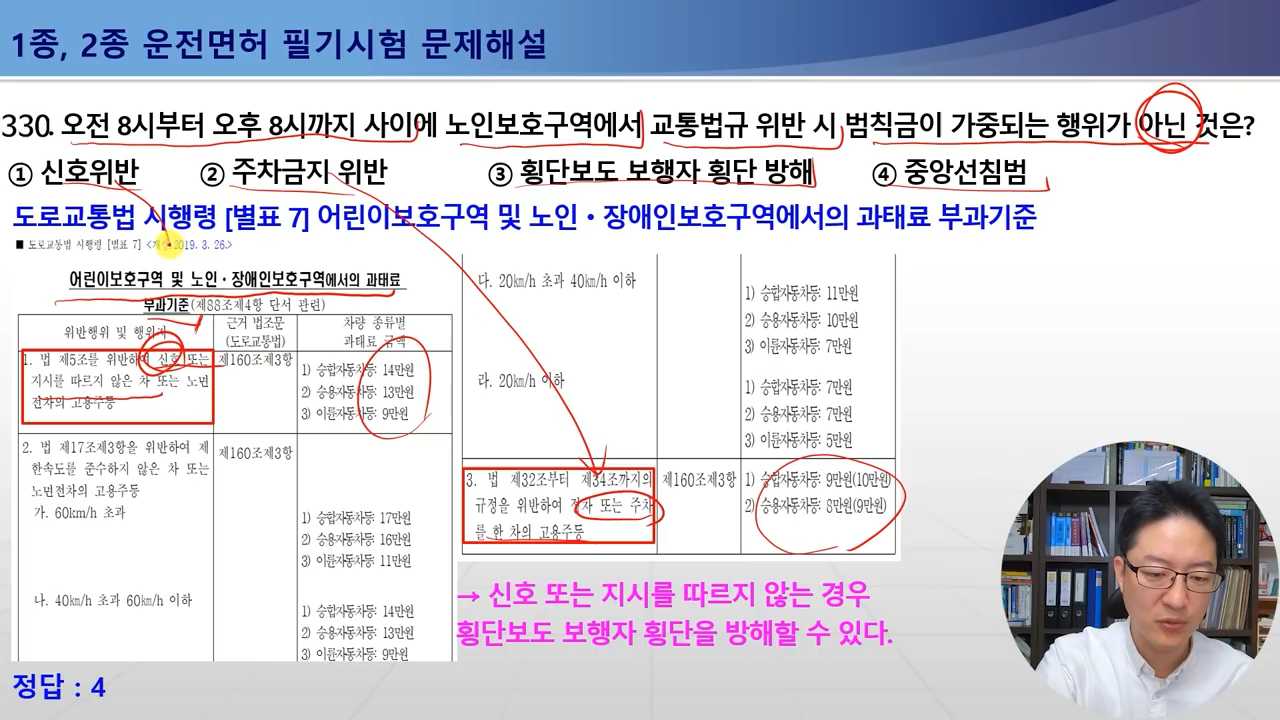 1종, 2종 운전면허 필기시험 문제해설
330. 오전 8시부터 오후 8시까지 사이에 노인보호구역에서 교통법규 위반 시 범칙금이 가중되는 행위가 아닌 것은?
① 신호위반 ② 주차금지 위반 ③ 횡단보도 보행자 횡단 방해 ④ 중앙선침범
도로교통법 시행령 [별표 7] 어린이보호구역 및 노인・장애인보호구역에서의 과태료 부과기준
■ 도로교통법 시행령 [별표 7] <개정 2019. 3. 26.>
어린이보호구역 및 노인・장애인보호구역에서의 과태료
부과기준(제88조제4항 단서 관련)
위반행위 및 행위자
근거 법조문
(도로교통법)
차량 종류별
과태료 금액
1. 법 제5조를 위반하여 신호 또는
지시를 따르지 않은 차 또는 노면
전차의 고용주등
제160조제3항
1) 승합자동차등: 14만원
2) 승용자동차등: 13만원
3) 이륜자동차등: 9만원
2. 법 제17조제3항을 위반하여 제
한속도를 준수하지 않은 차 또는
노면전차의 고용주등
제160조제3항
가. 60km/h 초과
1) 승합자동차등: 17만원
2) 승용자동차등: 16만원
3) 이륜자동차등: 11만원
나. 40km/h 초과 60km/h 이하
1) 승합자동차등: 14만원
2) 승용자동차등: 13만원
3) 이륜자동차등: 9만원
다. 20km/h 초과 40km/h 이하
1) 승합자동차등: 11만원
2) 승용자동차등: 10만원
3) 이륜자동차등: 7만원
라. 20km/h 이하
1) 승합자동차등: 7만원
2) 승용자동차등: 7만원
3) 이륜자동차등: 5만원
3. 법 제32조부터 제34조까지의
규정을 위반하여 정차 또는 주차
를 한 차의 고용주등
제160조제3항
1) 승합자동차등: 9만원(10만원)
2) 승용자동차등: 8만원(9만원)
→ 신호 또는 지시를 따르지 않는 경우
횡단보도 보행자 횡단을 방해할 수 있다.
정답 : 4